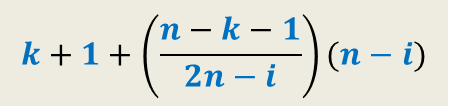 k + 1 + ((n − k − 1)/(2n − i)) (n − i)